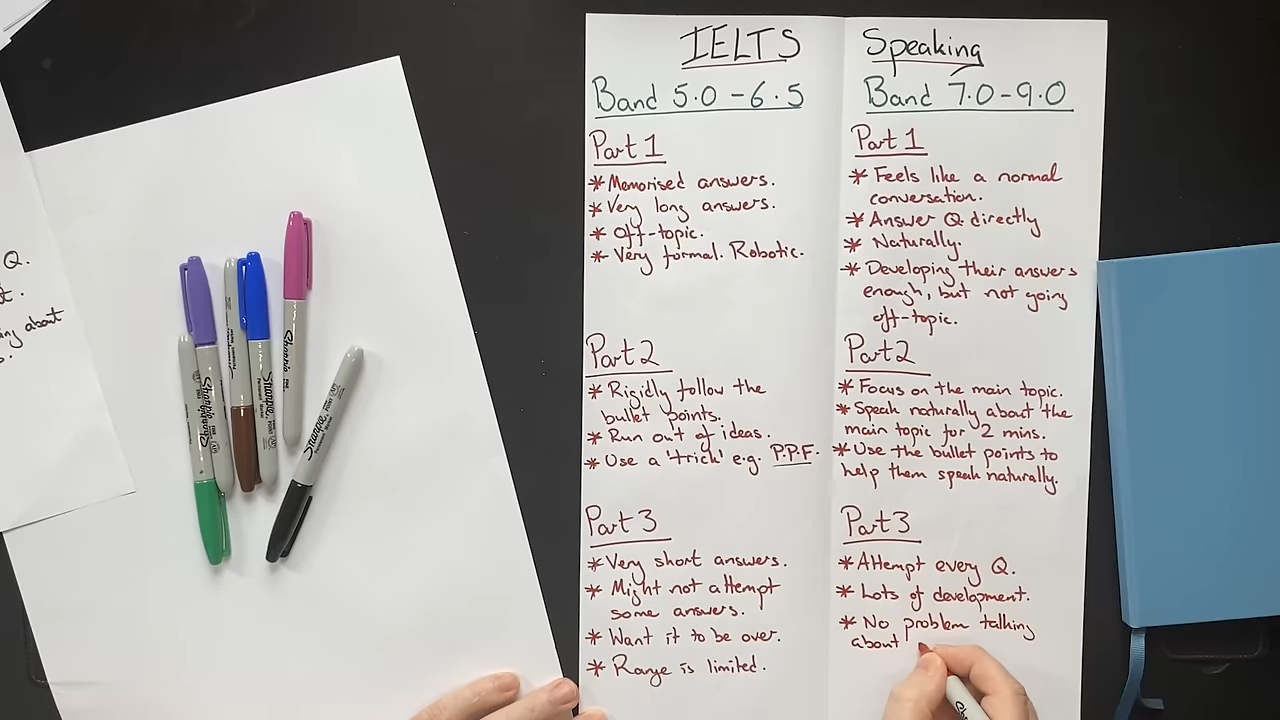 IELTS Speaking
Band 5.0 - 6.5
Part 1
* Memorised answers.
* Very long answers.
* Off-topic.
* Very formal. Robotic.
Part 2
* Rigidly follow the
bullet points.
* Run out of ideas.
* Use a 'trick' e.g. P.P.F.
Part 3
* Very short answers.
* Might not attempt
some answers.
* Want it to be over.
* Range is limited.
Band 7.0 - 9.0
Part 1
* Feels like a normal
conversation.
* Answer Q directly
* Naturally.
* Developing their answers
enough, but not going
off-topic.
Part 2
* Focus on the main topic.
* Speak naturally about the
main topic for 2 mins.
* Use the bullet points to
help them speak naturally.
Part 3
* Attempt every Q.
* Lots of development.
* No problem talking
about
Q.
about
Sharpie
Sharpie
Sharpie
Sharpie